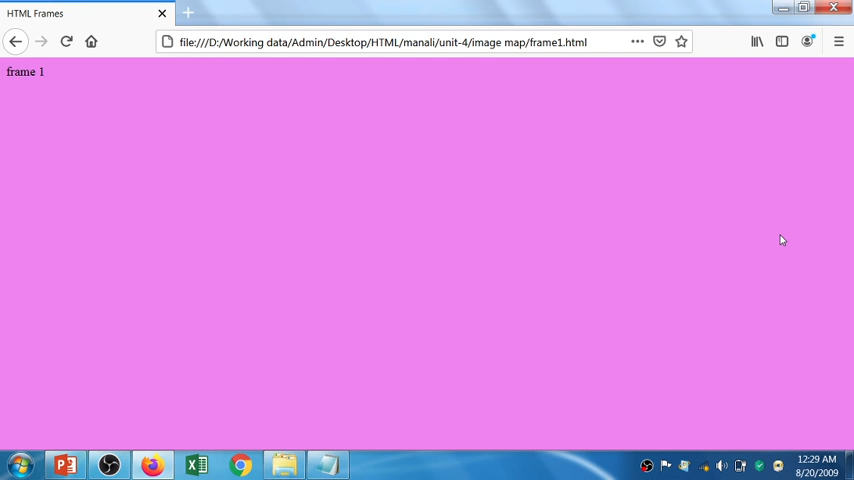 HTML Frames
file:///D:/Working data/Admin/Desktop/HTML/manali/unit-4/image map/frame1.html
frame 1
12:29 AM
8/20/2009